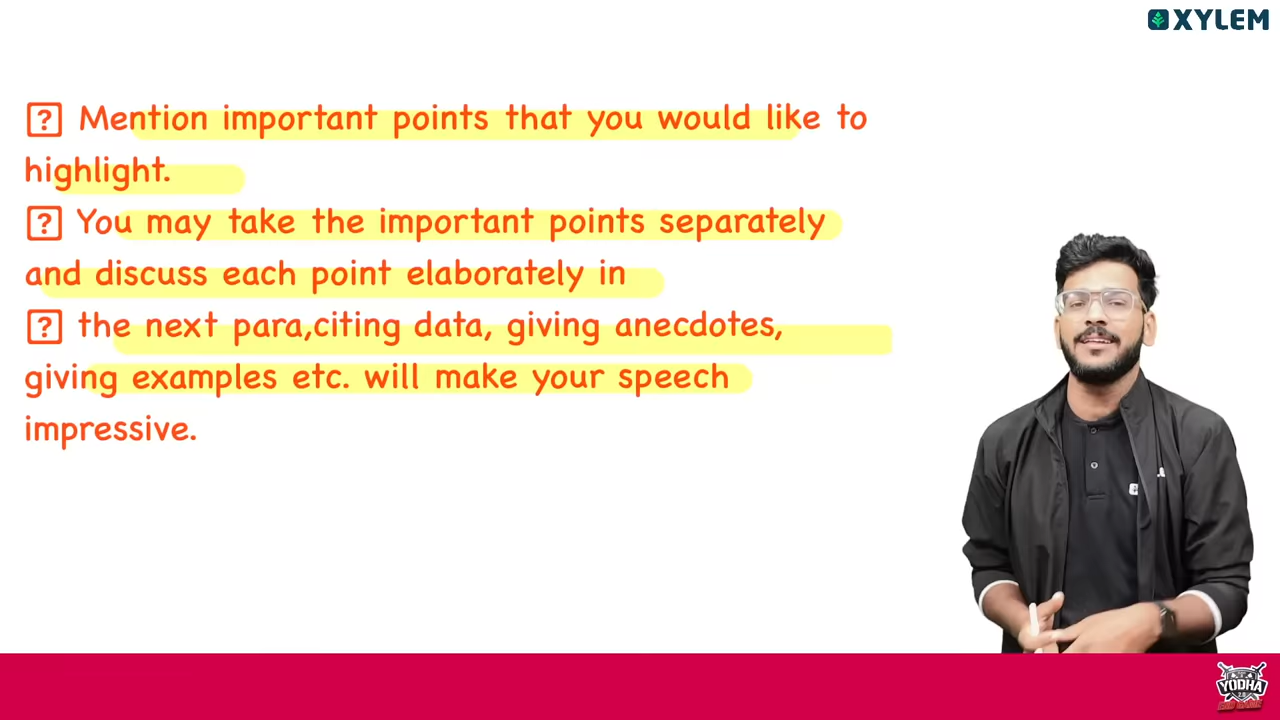 XYLEM
? Mention important points that you would like to
highlight.
? You may take the important points separately
and discuss each point elaborately in
? the next para,citing data, giving anecdotes,
giving examples etc. will make your speech
impressive.
YODHA
2.0